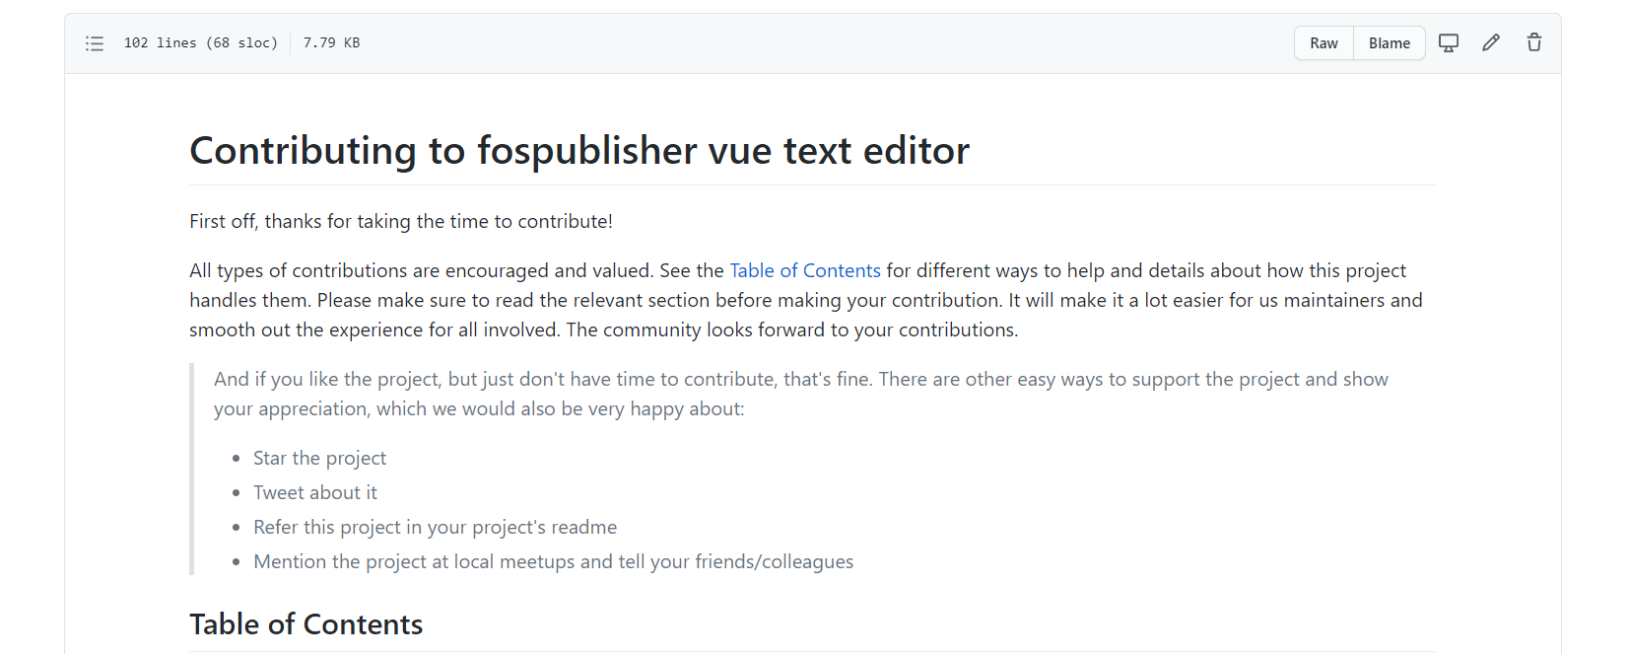 102 lines (68 sloc) 7.79 KB Raw Blame
Contributing to fospublisher vue text editor
First off, thanks for taking the time to contribute!
All types of contributions are encouraged and valued. See the Table of Contents for different ways to help and details about how this project
handles them. Please make sure to read the relevant section before making your contribution. It will make it a lot easier for us maintainers and
smooth out the experience for all involved. The community looks forward to your contributions.
And if you like the project, but just don't have time to contribute, that's fine. There are other easy ways to support the project and show
your appreciation, which we would also be very happy about:
• Star the project
• Tweet about it
• Refer this project in your project's readme
• Mention the project at local meetups and tell your friends/colleagues
Table of Contents